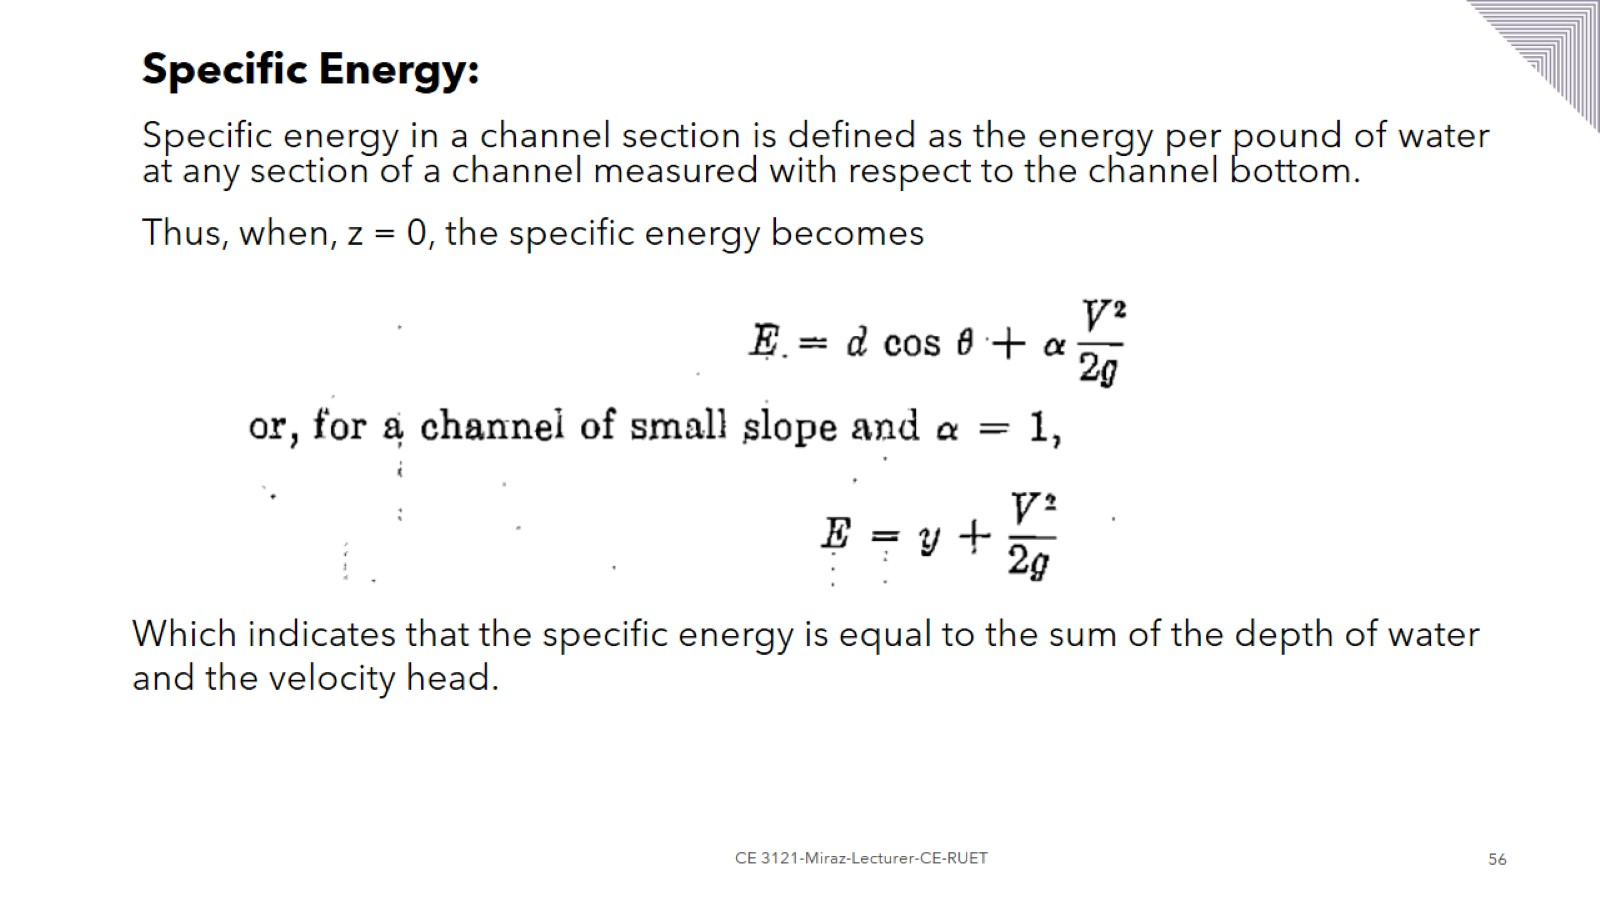 Specific Energy:
Specific energy in a channel section is defined as the energy per pound of water
at any section of a channel measured with respect to the channel bottom.
Thus, when, z = 0, the specific energy becomes
E. = d cos θ + α V²/2g
or, for a channel of small slope and α = 1,
E = y + V²/2g
Which indicates that the specific energy is equal to the sum of the depth of water
and the velocity head.
CE 3121-Miraz-Lecturer-CE-RUET
56